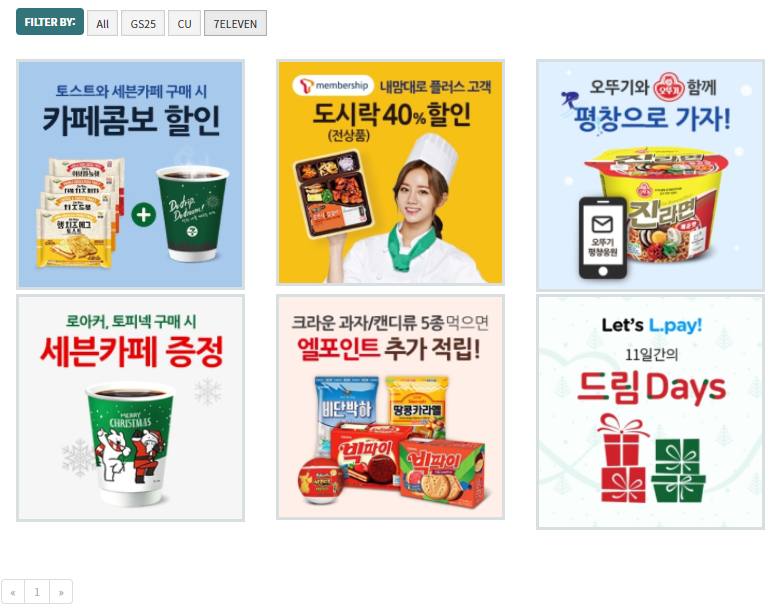 FILTER BY:
All
GS25
CU
7ELEVEN
토스트와 세븐카페 구매 시
카페콤보 할인
membership 내맘대로 플러스 고객
도시락 40% 할인
(전상품)
오뚜기와 오뚜기 함께
평창으로 가자!
진라면
오뚜기
평창응원
로아커, 토피넥 구매 시
세븐카페 증정
MERRY
CHRISTMAS
크라운 과자/캔디류 5종 먹으면
엘포인트 추가 적립!
비단박하
땅콩카라멜
빅파이
Let's L.pay!
11일간의
드림 Days
« 1 »